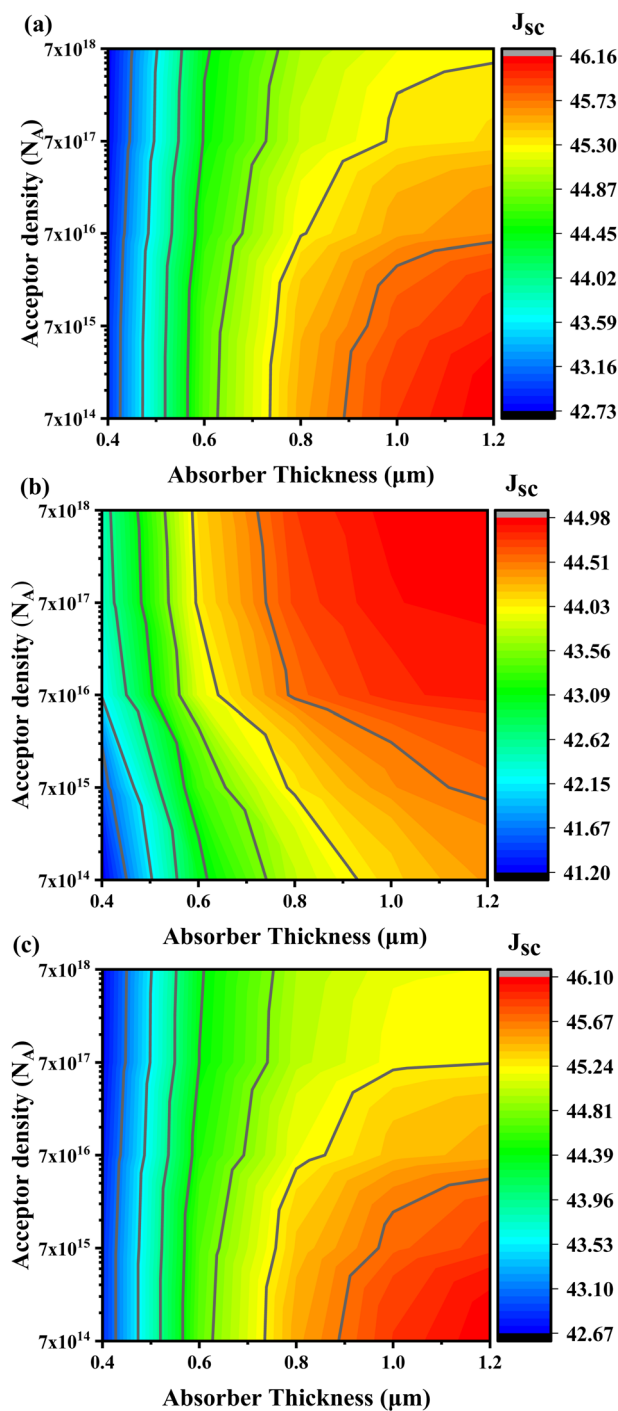 (a)
J_sc
7x10^18
7x10^17
7x10^16
7x10^15
7x10^14
Acceptor density (N_A)
0.4 0.6 0.8 1.0 1.2
Absorber Thickness (μm)
46.16
45.73
45.30
44.87
44.45
44.02
43.59
43.16
42.73
(b)
J_sc
7x10^18
7x10^17
7x10^16
7x10^15
7x10^14
Acceptor density (N_A)
0.4 0.6 0.8 1.0 1.2
Absorber Thickness (μm)
44.98
44.51
44.03
43.56
43.09
42.62
42.15
41.67
41.20
(c)
J_sc
7x10^18
7x10^17
7x10^16
7x10^15
7x10^14
Acceptor density (N_A)
0.4 0.6 0.8 1.0 1.2
Absorber Thickness (μm)
46.10
45.67
45.24
44.81
44.39
43.96
43.53
43.10
42.67